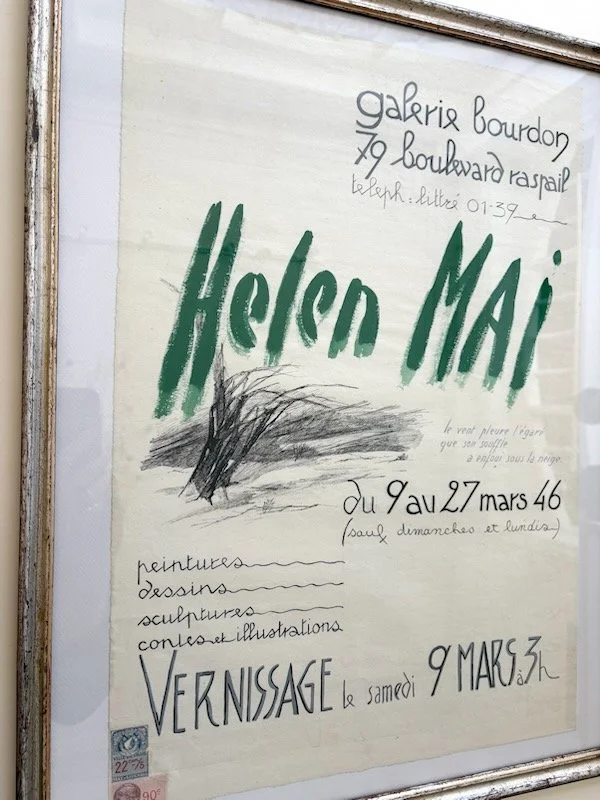 galerie bourdon
79 boulevard raspail
teleph: littré 01-39
Helen MAi
le vent pleure l'égaré
que son souffle
a enfoui sous la neige.
du 9 au 27 mars 46
(sauf dimanches et lundis)
peintures
dessins
sculptures
contes et illustrations
VERNISSAGE le samedi 9 MARS à 3h
22
90c